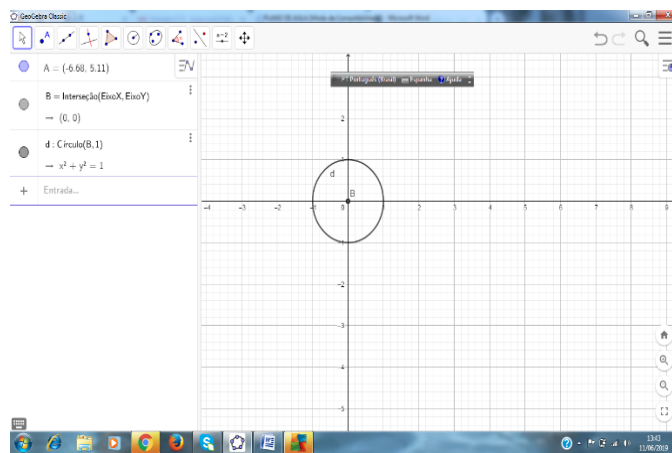 GeoGebra Classic
A = (-6.68, 5.11)
B = Interseção(EixoX, EixoY)
→ (0, 0)
d : Círculo(B, 1)
→ x² + y² = 1
+ Entrada...
PT Português (Brasil) Espanha Ajuda
2
1
d
B
-4 -3 -2 -1 0 1 2 3 4 5 6 7 8 9
-1
-2
-3
-5
13:43
11/06/2019